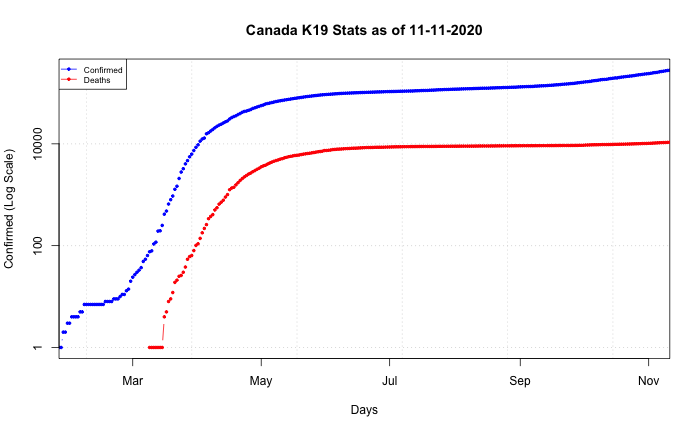 Canada K19 Stats as of 11-11-2020
Confirmed
Deaths
Confirmed (Log Scale)
10000
100
1
Mar May Jul Sep Nov
Days